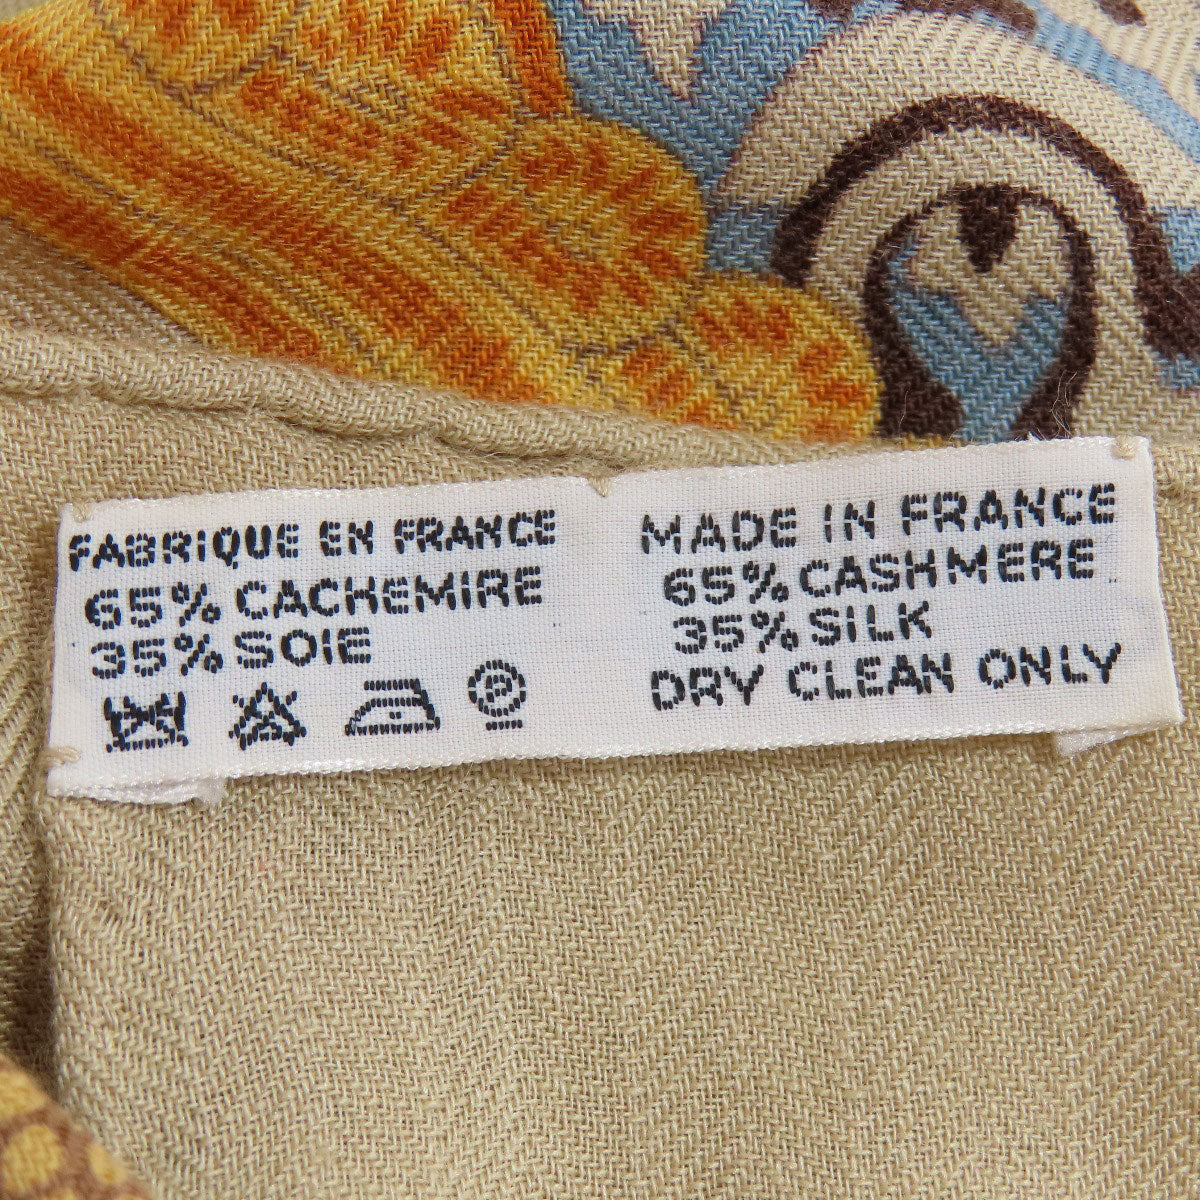 FABRIQUE EN FRANCE
65% CACHEMIRE
35% SOIE
P
MADE IN FRANCE
65% CASHMERE
35% SILK
DRY CLEAN ONLY